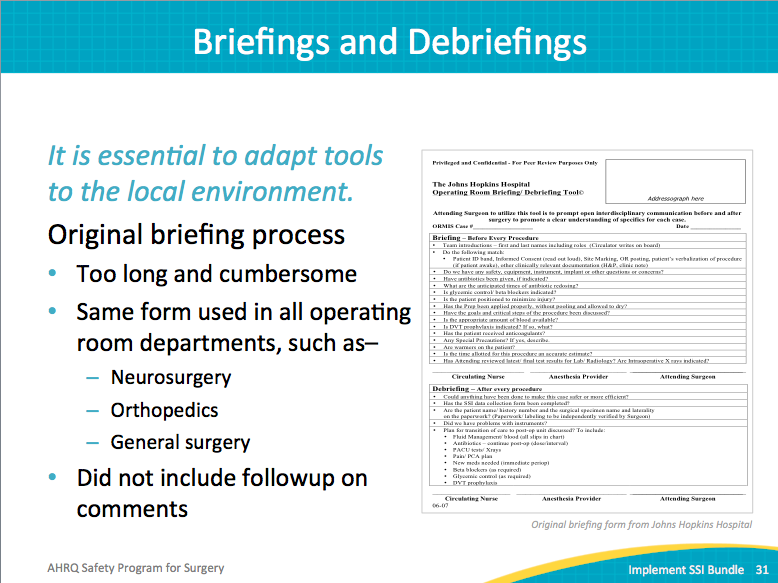 Briefings and Debriefings
It is essential to adapt tools
to the local environment.
Original briefing process
• Too long and cumbersome
• Same form used in all operating
room departments, such as–
– Neurosurgery
– Orthopedics
– General surgery
• Did not include followup on
comments
Privileged and Confidential - For Peer Review Purposes Only
The Johns Hopkins Hospital
Operating Room Briefing/ Debriefing Tool©
Addressograph here
Attending Surgeon to utilize this tool is to prompt open interdisciplinary communication before and after
surgery to promote a clear understanding of specifics for each case.
ORMIS Case #____________________ Date ________________
Briefing – Before Every Procedure
• Team introductions – first and last names including roles (Circulator writes on board)
• Do the following match:
• Patient ID band, Informed Consent (read out loud), Site Marking, OR posting, patient's verbalization of procedure
(if patient awake), other clinically relevant documentation (H&P, clinic note)
• Do we have any safety, equipment, instrument, implant or other questions or concerns?
• Have antibiotics been given, if indicated?
• What are the anticipated times of antibiotic redosing?
• Is glycemic control/ beta blockers indicated?
• Is the patient positioned to minimize injury?
• Has the Prep been applied properly, without pooling and allowed to dry?
• Have the goals and critical steps of the procedure been discussed?
• Is the appropriate amount of blood available?
• Is DVT prophylaxis indicated? If so, what?
• Has the patient received anticoagulants?
• Any Special Precautions? If yes, describe.
• Are warmers on the patient?
• Is the time allotted for this procedure an accurate estimate?
• Has Attending reviewed latest/ final test results for Lab/ Radiology? Are Intraoperative X rays indicated?
Circulating Nurse Anesthesia Provider Attending Surgeon
Debriefing – After every procedure
• Could anything have been done to make this case safer or more efficient?
• Has the SSI data collection form been completed?
• Are the patient name/ history number and the surgical specimen name and laterality
on the paperwork? (Paperwork/ labeling to be independently verified by Surgeon)
• Did we have problems with instruments?
• Plan for transition of care to post-op unit discussed? To include:
• Fluid Management/ blood (all slips in chart)
• Antibiotics – continue post-op (dose/interval)
• PACU tests/ Xrays
• Pain/ PCA plan
• New meds needed (immediate periop)
• Beta blockers (as required)
• Glycemic control (as required)
• DVT prophylaxis
Circulating Nurse Anesthesia Provider Attending Surgeon
06-07
Original briefing form from Johns Hopkins Hospital
AHRQ Safety Program for Surgery
Implement SSI Bundle 31